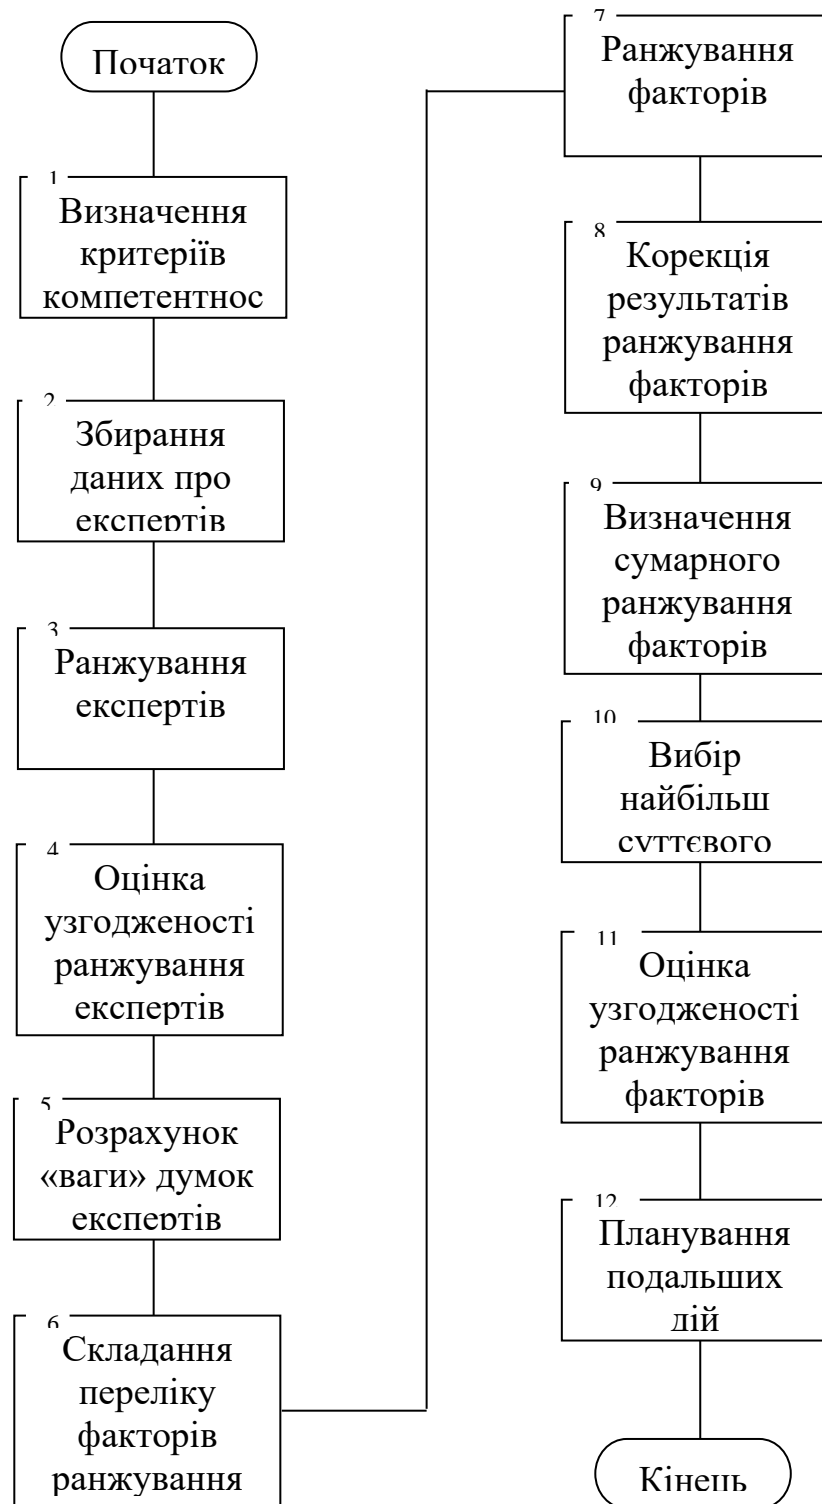 Початок
1
Визначення
критеріїв
компетентнос
2
Збирання
даних про
експертів
3
Ранжування
експертів
4
Оцінка
узгодженості
ранжування
експертів
5
Розрахунок
«ваги» думок
експертів
6
Складання
переліку
факторів
ранжування
7
Ранжування
факторів
8
Корекція
результатів
ранжування
факторів
9
Визначення
сумарного
ранжування
факторів
10
Вибір
найбільш
суттєвого
11
Оцінка
узгодженості
ранжування
факторів
12
Планування
подальших
дій
Кінець